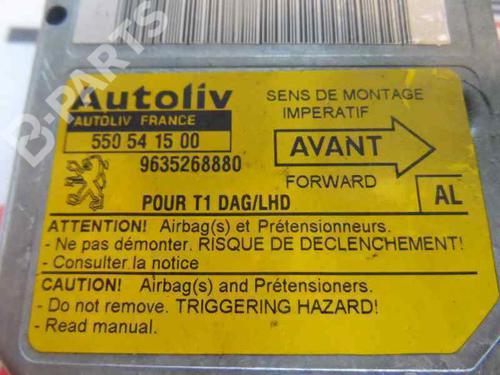 Autoliv
AUTOLIV FRANCE
550 54 15 00
9635268880
POUR T1 DAG/LHD
SENS DE MONTAGE
IMPERATIF
AVANT
FORWARD
AL
ATTENTION! Airbag(s) et Prétensionneurs.
- Ne pas démonter. RISQUE DE DECLENCHEMENT!
- Consulter la notice
CAUTION! Airbag(s) and Prétensioners.
- Do not remove. TRIGGERING HAZARD!
- Read manual.
B-PARTS